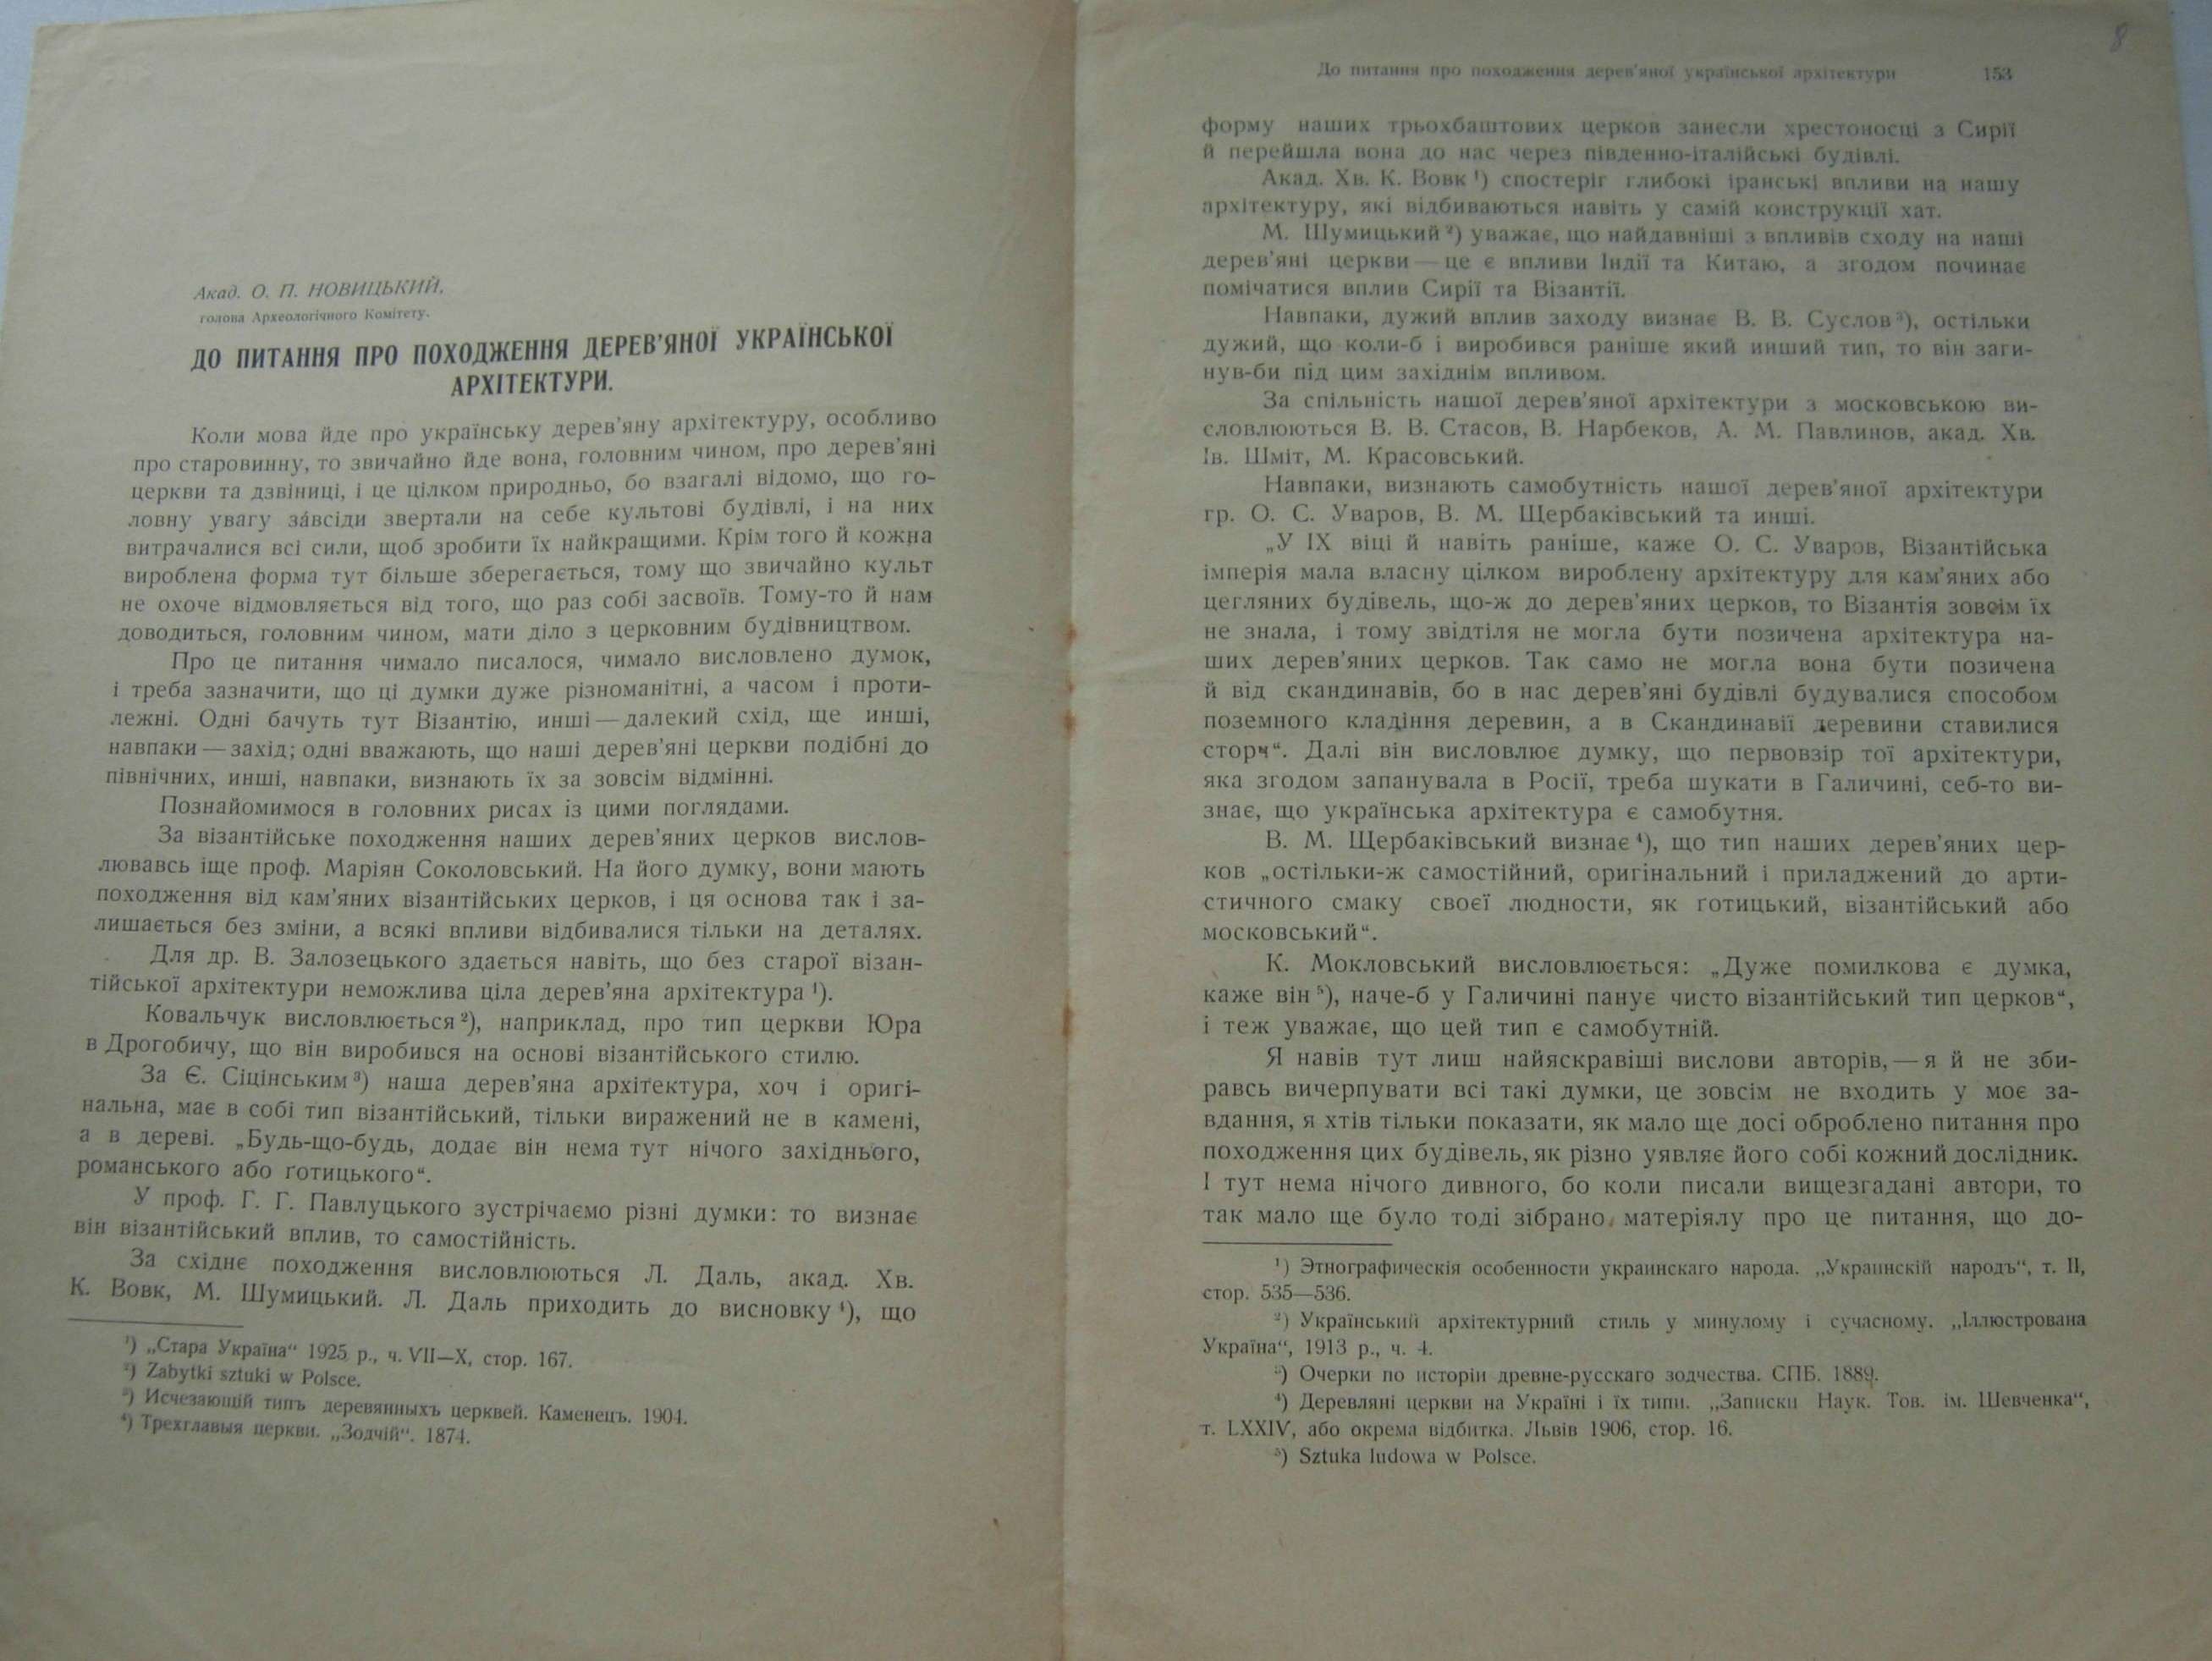 Акад. О. П. НОВИЦЬКИЙ.
голова Археологічного Комітету.
ДО ПИТАННЯ ПРО ПОХОДЖЕННЯ ДЕРЕВ'ЯНОЇ УКРАЇНСЬКОЇ
АРХІТЕКТУРИ.
Коли мова йде про українську дерев'яну архітектуру, особливо
про старовинну, то звичайно йде вона, головним чином, про дерев'яні
церкви та дзвіниці, і це цілком природньо, бо взагалі відомо, що го-
ловну увагу за́всіди звертали на себе культові будівлі, і на них
витрачалися всі сили, щоб зробити їх найкращими. Крім того й кожна
вироблена форма тут більше зберегається, тому що звичайно культ
не охоче відмовляється від того, що раз собі засвоїв. Тому-то й нам
доводиться, головним чином, мати діло з церковним будівництвом.
Про це питання чимало писалося, чимало висловлено думок,
і треба зазначити, що ці думки дуже різноманітні, а часом і проти-
лежні. Одні бачуть тут Візантію, инші — далекий схід, ще инші,
навпаки — захід; одні вважають, що наші дерев'яні церкви подібні до
північних, инші, навпаки, визнають їх за зовсім відмінні.
Познайомимося в головних рисах із цими поглядами.
За візантійське походження наших дерев'яних церков вислов-
лювавсь іще проф. Маріян Соколовський. На його думку, вони мають
походження від кам'яних візантійських церков, і ця основа так і за-
лишається без зміни, а всякі впливи відбивалися тільки на деталях.
Для др. В. Залозецького здається навіть, що без старої візан-
тійської архітектури неможлива ціла дерев'яна архітектура ¹).
Ковальчук висловлюється ²), наприклад, про тип церкви Юра
в Дрогобичу, що він виробився на основі візантійського стилю.
За Є. Сіцінським ³) наша дерев'яна архітектура, хоч і оригі-
нальна, має в собі тип візантійський, тільки виражений не в камені,
а в дереві. „Будь-що-будь, додає він нема тут нічого західнього,
романського або ґотицького“.
У проф. Г. Г. Павлуцького зустрічаємо різні думки: то визнає
він візантійський вплив, то самостійність.
За східнє походження висловлюються Л. Даль, акад. Хв.
К. Вовк, М. Шумицький. Л. Даль приходить до висновку ⁴), що
¹) „Стара Україна“ 1925 р., ч. VII—X, стор. 167.
²) Zabytki sztuki w Polsce.
³) Исчезающій типъ деревянныхъ церквей. Каменецъ. 1904.
⁴) Трехглавыя церкви. „Зодчій“. 1874.
8
До питання про походження дерев'яної української архітектури 153
форму наших трьохбаштових церков занесли хрестоносці з Сирії
й перейшла вона до нас через південно-італійські будівлі.
Акад. Хв. К. Вовк ¹) спостеріг глибокі іранські впливи на нашу
архітектуру, які відбиваються навіть у самій конструкції хат.
М. Шумицький ²) уважає, що найдавніші з впливів сходу на наші
дерев'яні церкви — це є впливи Індії та Китаю, а згодом починає
помічатися вплив Сирії та Візантії.
Навпаки, дужий вплив заходу визнає В. В. Суслов ³), остільки
дужий, що коли-б і виробився раніше який инший тип, то він заги-
нув-би під цим західнім впливом.
За спільність нашої дерев'яної архітектури з московською ви-
словлюються В. В. Стасов, В. Нарбеков, А. М. Павлинов, акад. Хв.
Ів. Шміт, М. Красовський.
Навпаки, визнають самобутність нашої дерев'яної архітектури
гр. О. С. Уваров, В. М. Щербаківський та инші.
„У IX віці й навіть раніше, каже О. С. Уваров, Візантійська
імперія мала власну цілком вироблену архітектуру для кам'яних або
цегляних будівель, що-ж до дерев'яних церков, то Візантія зовсім їх
не знала, і тому звідтіля не могла бути позичена архітектура на-
ших дерев'яних церков. Так само не могла вона бути позичена
й від скандинавів, бо в нас дерев'яні будівлі будувалися способом
поземного кладіння деревин, а в Скандинавії деревини ставилися
сторч“. Далі він висловлює думку, що первовзір тої архітектури,
яка згодом запанувала в Росії, треба шукати в Галичині, себ-то ви-
знає, що українська архітектура є самобутня.
В. М. Щербаківський визнає ⁴), що тип наших дерев'яних цер-
ков „остільки-ж самостійний, оригінальний і приладжений до арти-
стичного смаку своєї людности, як ґотицький, візантійський або
московський“.
К. Мокловський висловлюється: „Дуже помилкова є думка,
каже він ⁵), наче-б у Галичині панує чисто візантійський тип церков“,
і теж уважає, що цей тип є самобутній.
Я навів тут лиш найяскравіші вислови авторів, — я й не зби-
равсь вичерпувати всі такі думки, це зовсім не входить у моє за-
вдання, я хтів тільки показати, як мало ще досі оброблено питання про
походження цих будівель, як різно уявляє його собі кожний дослідник.
І тут нема нічого дивного, бо коли писали вищезгадані автори, то
так мало ще було тоді зібрано матеріялу про це питання, що до-
¹) Этнографическія особенности украинскаго народа. „Украинскій народъ“, т. II,
стор. 535—536.
²) Український архітектурний стиль у минулому і сучасному. „Іллюстрована
Україна“, 1913 р., ч. 4.
³) Очерки по исторіи древне-русскаго зодчества. СПБ. 1889.
⁴) Деревляні церкви на Україні і їх типи. „Записки Наук. Тов. ім. Шевченка“,
т. LXXIV, або окрема відбитка. Львів 1906, стор. 16.
⁵) Sztuka ludowa w Polsce.